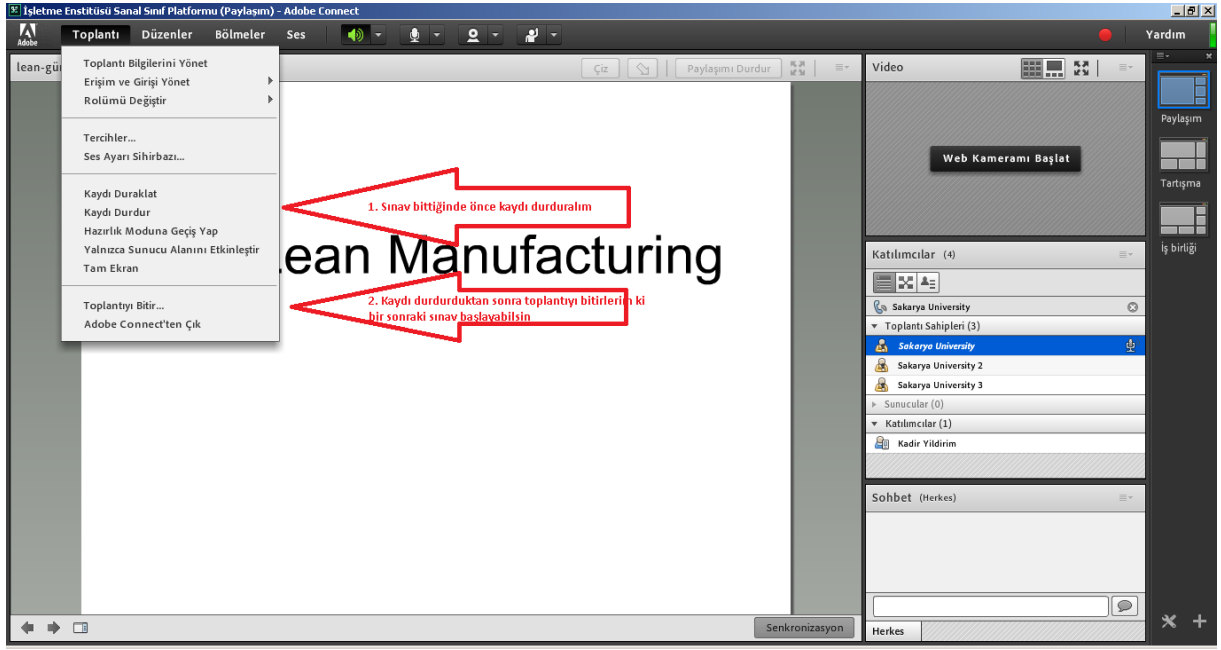 İşletme Enstitüsü Sanal Sınıf Platformu (Paylaşım) - Adobe Connect
Adobe
Toplantı
Düzenler
Bölmeler
Ses
Yardım
Toplantı Bilgilerini Yönet
Erişim ve Girişi Yönet
Rolümü Değiştir
Tercihler...
Ses Ayarı Sihirbazı...
Kaydı Duraklat
Kaydı Durdur
Hazırlık Moduna Geçiş Yap
Yalnızca Sunucu Alanını Etkinleştir
Tam Ekran
Toplantıyı Bitir...
Adobe Connect'ten Çık
lean-gü
Çiz
Paylaşımı Durdur
1. Sınav bittiğinde önce kaydı durduralım
ean Manufacturing
2. Kaydı durdurduktan sonra toplantıyı bitirlerim ki
bir sonraki sınav başlayabilsin
Senkronizasyon
Video
Web Kameramı Başlat
Katılımcılar (4)
Sakarya University
Toplantı Sahipleri (3)
Sakarya University
Sakarya University 2
Sakarya University 3
Sunucular (0)
Katılımcılar (1)
Kadir Yildirim
Sohbet (Herkes)
Herkes
Paylaşım
Tartışma
İş birliği